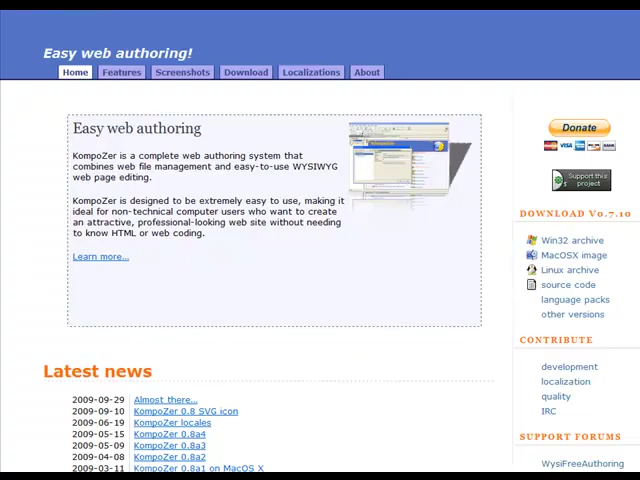 Easy web authoring!
Home
Features
Screenshots
Download
Localizations
About
Easy web authoring
KompoZer is a complete web authoring system that
combines web file management and easy-to-use WYSIWYG
web page editing.
KompoZer is designed to be extremely easy to use, making it
ideal for non-technical computer users who want to create
an attractive, professional-looking web site without needing
to know HTML or web coding.
Learn more...
Latest news
2009-09-29 Almost there...
2009-09-10 KompoZer 0.8 SVG icon
2009-06-19 KompoZer locales
2009-05-15 KompoZer 0.8a4
2009-05-09 KompoZer 0.8a3
2009-04-08 KompoZer 0.8a2
2009-03-11 KompoZer 0.8a1 on MacOS X
Donate
VISA
Support this
project
DOWNLOAD V0.7.10
Win32 archive
MacOSX image
Linux archive
source code
language packs
other versions
CONTRIBUTE
development
localization
quality
IRC
SUPPORT FORUMS
WysiFreeAuthoring